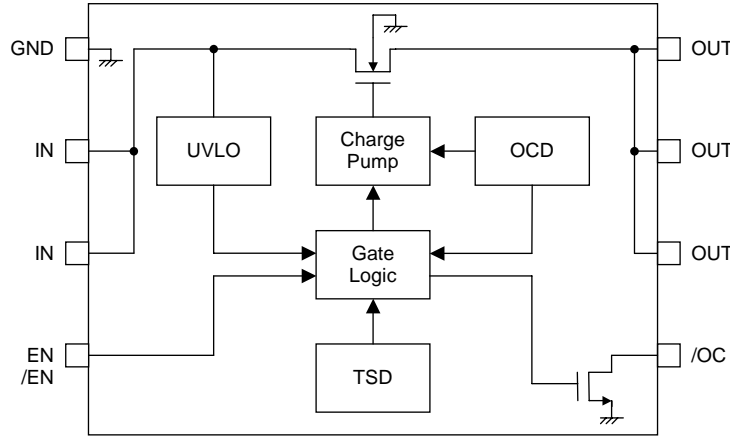 GND
OUT
IN
UVLO
Charge
Pump
OCD
OUT
IN
Gate
Logic
OUT
EN
/EN
TSD
/OC